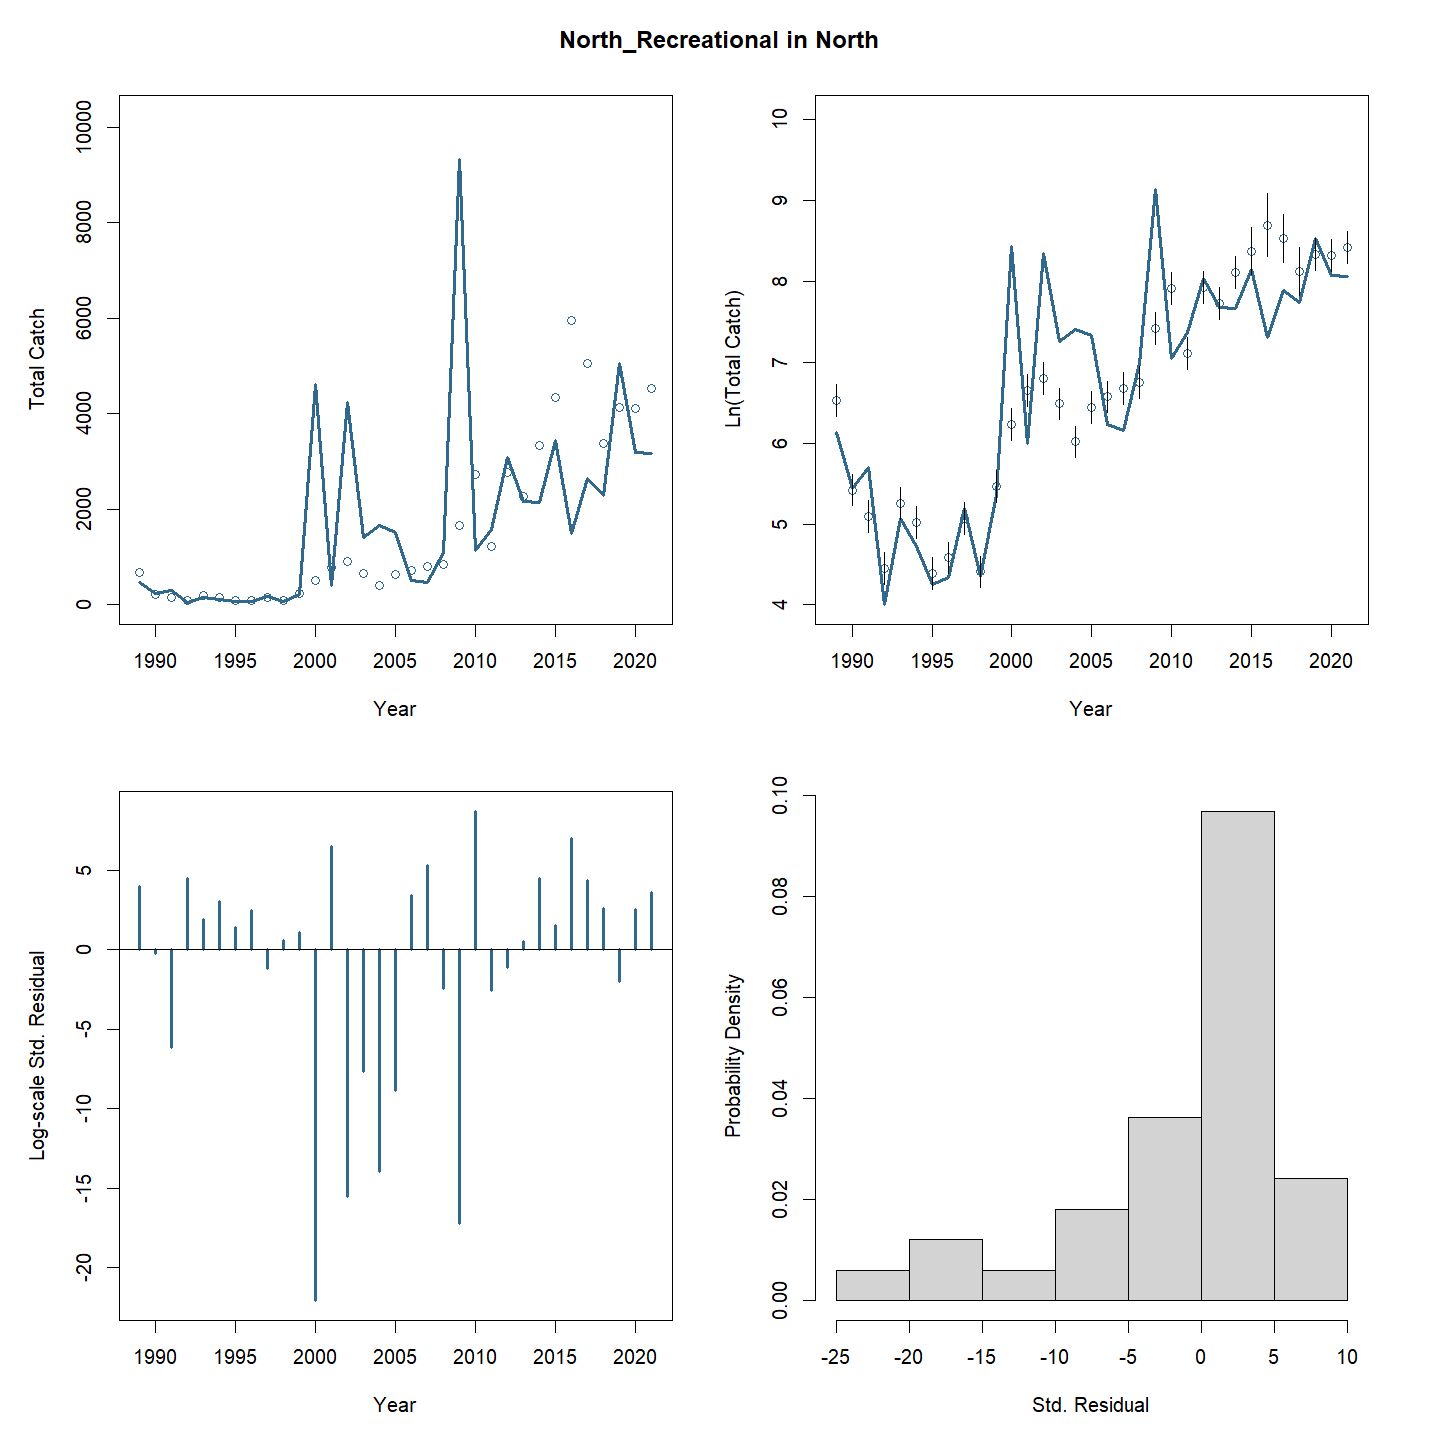 North_Recreational in North
Total Catch
10000
8000
6000
4000
2000
0
1990 1995 2000 2005 2010 2015 2020
Year
Ln(Total Catch)
10
9
8
7
6
5
4
1990 1995 2000 2005 2010 2015 2020
Year
Log-scale Std. Residual
5
0
-5
-10
-15
-20
1990 1995 2000 2005 2010 2015 2020
Year
Probability Density
0.10
0.08
0.06
0.04
0.02
0.00
-25 -20 -15 -10 -5 0 5 10
Std. Residual